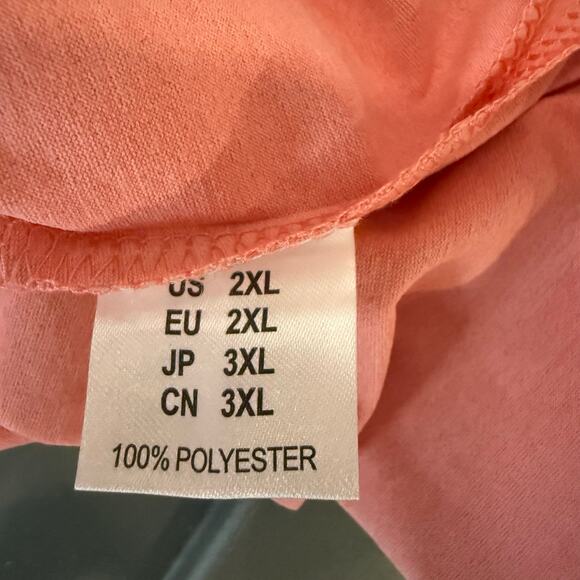 US 2XL
EU 2XL
JP 3XL
CN 3XL
100% POLYESTER